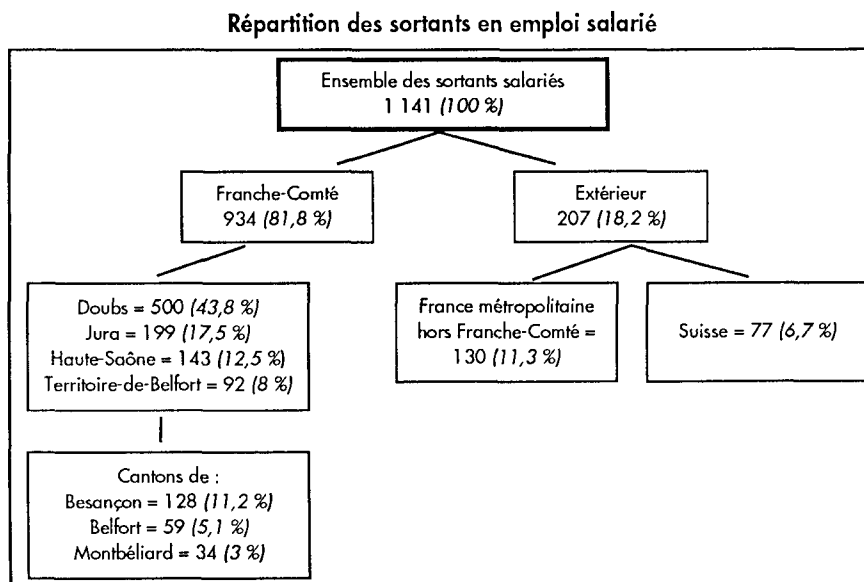 Répartition des sortants en emploi salarié
Ensemble des sortants salariés
1 141 (100 %)
Franche-Comté
934 (81,8 %)
Extérieur
207 (18,2 %)
Doubs = 500 (43,8 %)
Jura = 199 (17,5 %)
Haute-Saône = 143 (12,5 %)
Territoire-de-Belfort = 92 (8 %)
France métropolitaine
hors Franche-Comté =
130 (11,3 %)
Suisse = 77 (6,7 %)
Cantons de :
Besançon = 128 (11,2 %)
Belfort = 59 (5,1 %)
Montbéliard = 34 (3 %)